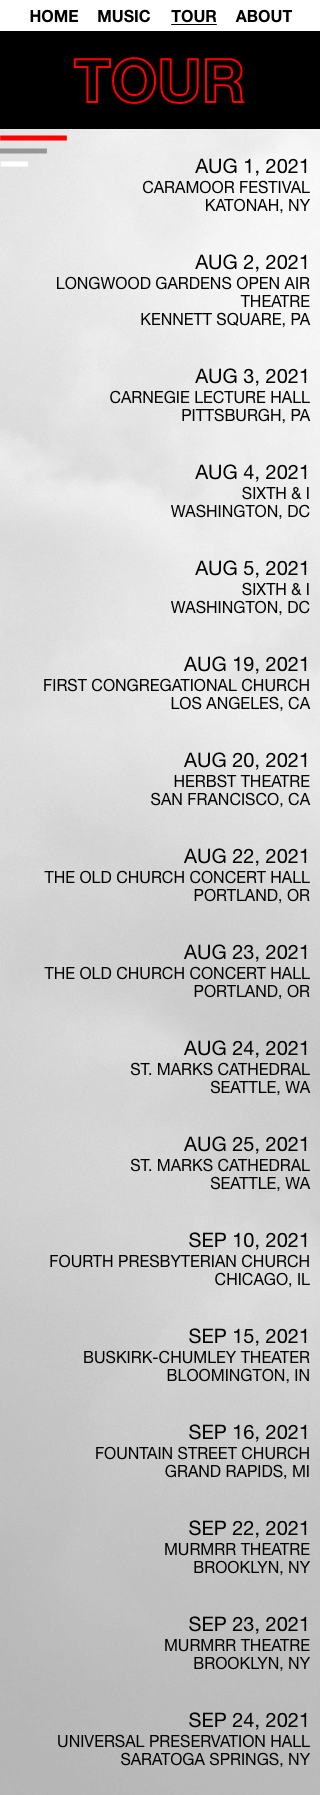 HOME MUSIC TOUR ABOUT
TOUR
AUG 1, 2021
CARAMOOR FESTIVAL
KATONAH, NY
AUG 2, 2021
LONGWOOD GARDENS OPEN AIR
THEATRE
KENNETT SQUARE, PA
AUG 3, 2021
CARNEGIE LECTURE HALL
PITTSBURGH, PA
AUG 4, 2021
SIXTH & I
WASHINGTON, DC
AUG 5, 2021
SIXTH & I
WASHINGTON, DC
AUG 19, 2021
FIRST CONGREGATIONAL CHURCH
LOS ANGELES, CA
AUG 20, 2021
HERBST THEATRE
SAN FRANCISCO, CA
AUG 22, 2021
THE OLD CHURCH CONCERT HALL
PORTLAND, OR
AUG 23, 2021
THE OLD CHURCH CONCERT HALL
PORTLAND, OR
AUG 24, 2021
ST. MARKS CATHEDRAL
SEATTLE, WA
AUG 25, 2021
ST. MARKS CATHEDRAL
SEATTLE, WA
SEP 10, 2021
FOURTH PRESBYTERIAN CHURCH
CHICAGO, IL
SEP 15, 2021
BUSKIRK-CHUMLEY THEATER
BLOOMINGTON, IN
SEP 16, 2021
FOUNTAIN STREET CHURCH
GRAND RAPIDS, MI
SEP 22, 2021
MURMRR THEATRE
BROOKLYN, NY
SEP 23, 2021
MURMRR THEATRE
BROOKLYN, NY
SEP 24, 2021
UNIVERSAL PRESERVATION HALL
SARATOGA SPRINGS, NY